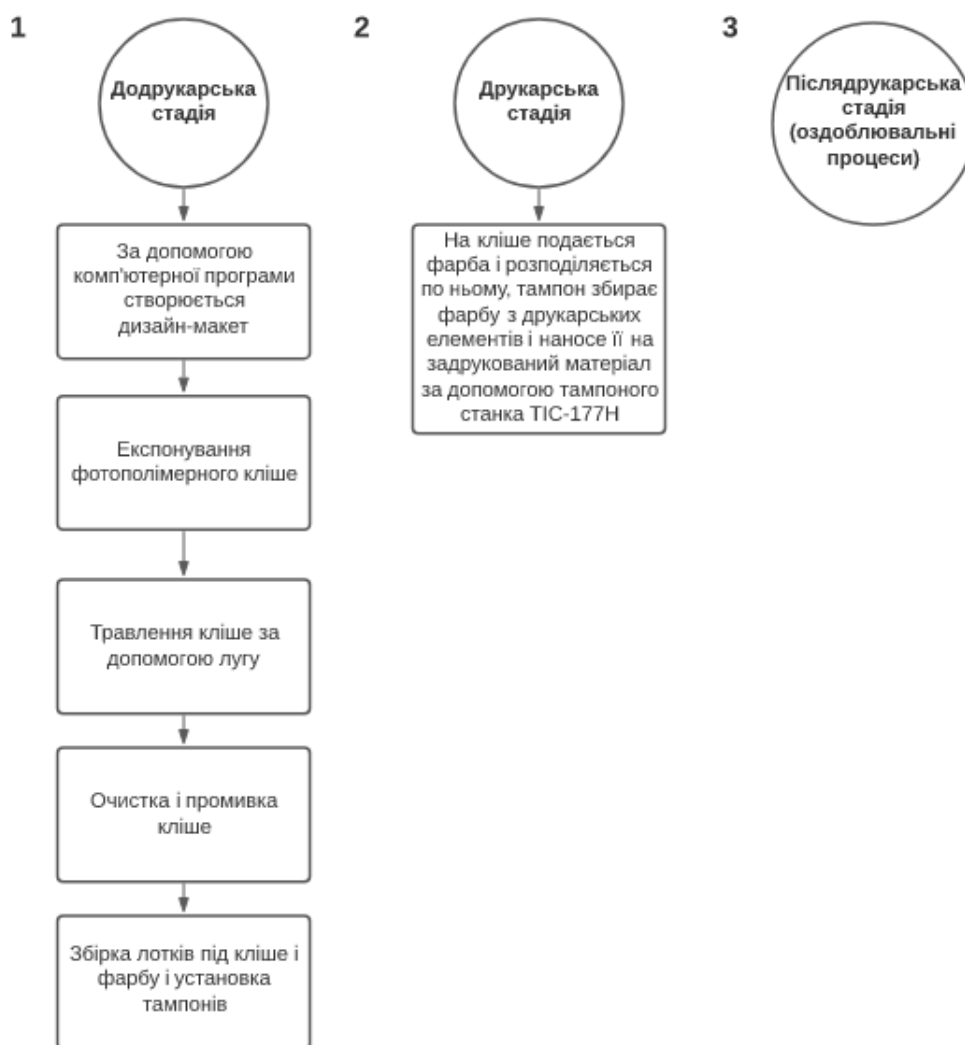 1
Додрукарська
стадія
За допомогою
комп'ютерної програми
створюється
дизайн-макет
Експонування
фотополімерного кліше
Травлення кліше за
допомогою лугу
Очистка і промивка
кліше
Збірка лотків під кліше і
фарбу і установка
тампонів
2
Друкарська
стадія
На кліше подається
фарба і розподіляється
по ньому, тампон збирає
фарбу з друкарських
елементів і наносе її на
задрукований матеріал
за допомогою тампоного
станка ТІС-177Н
3
Післядрукарська
стадія
(оздоблювальні
процеси)